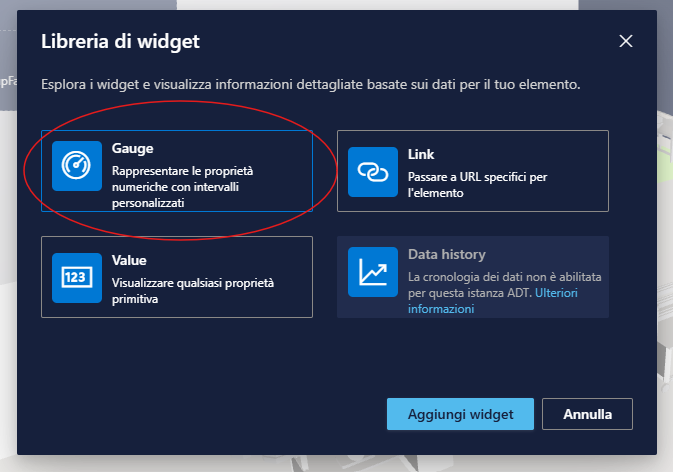 Libreria di widget
Esplora i widget e visualizza informazioni dettagliate basate sui dati per il tuo elemento.
Gauge
Rappresentare le proprietà
numeriche con intervalli
personalizzati
Link
Passare a URL specifici per
l'elemento
123
Value
Visualizzare qualsiasi proprietà
primitiva
Data history
La cronologia dei dati non è abilitata
per questa istanza ADT. Ulteriori
informazioni
Aggiungi widget
Annulla